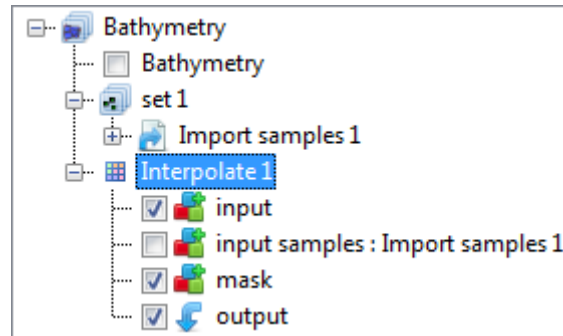 Bathymetry
Bathymetry
set 1
Import samples 1
Interpolate 1
input
input samples : Import samples 1
mask
output